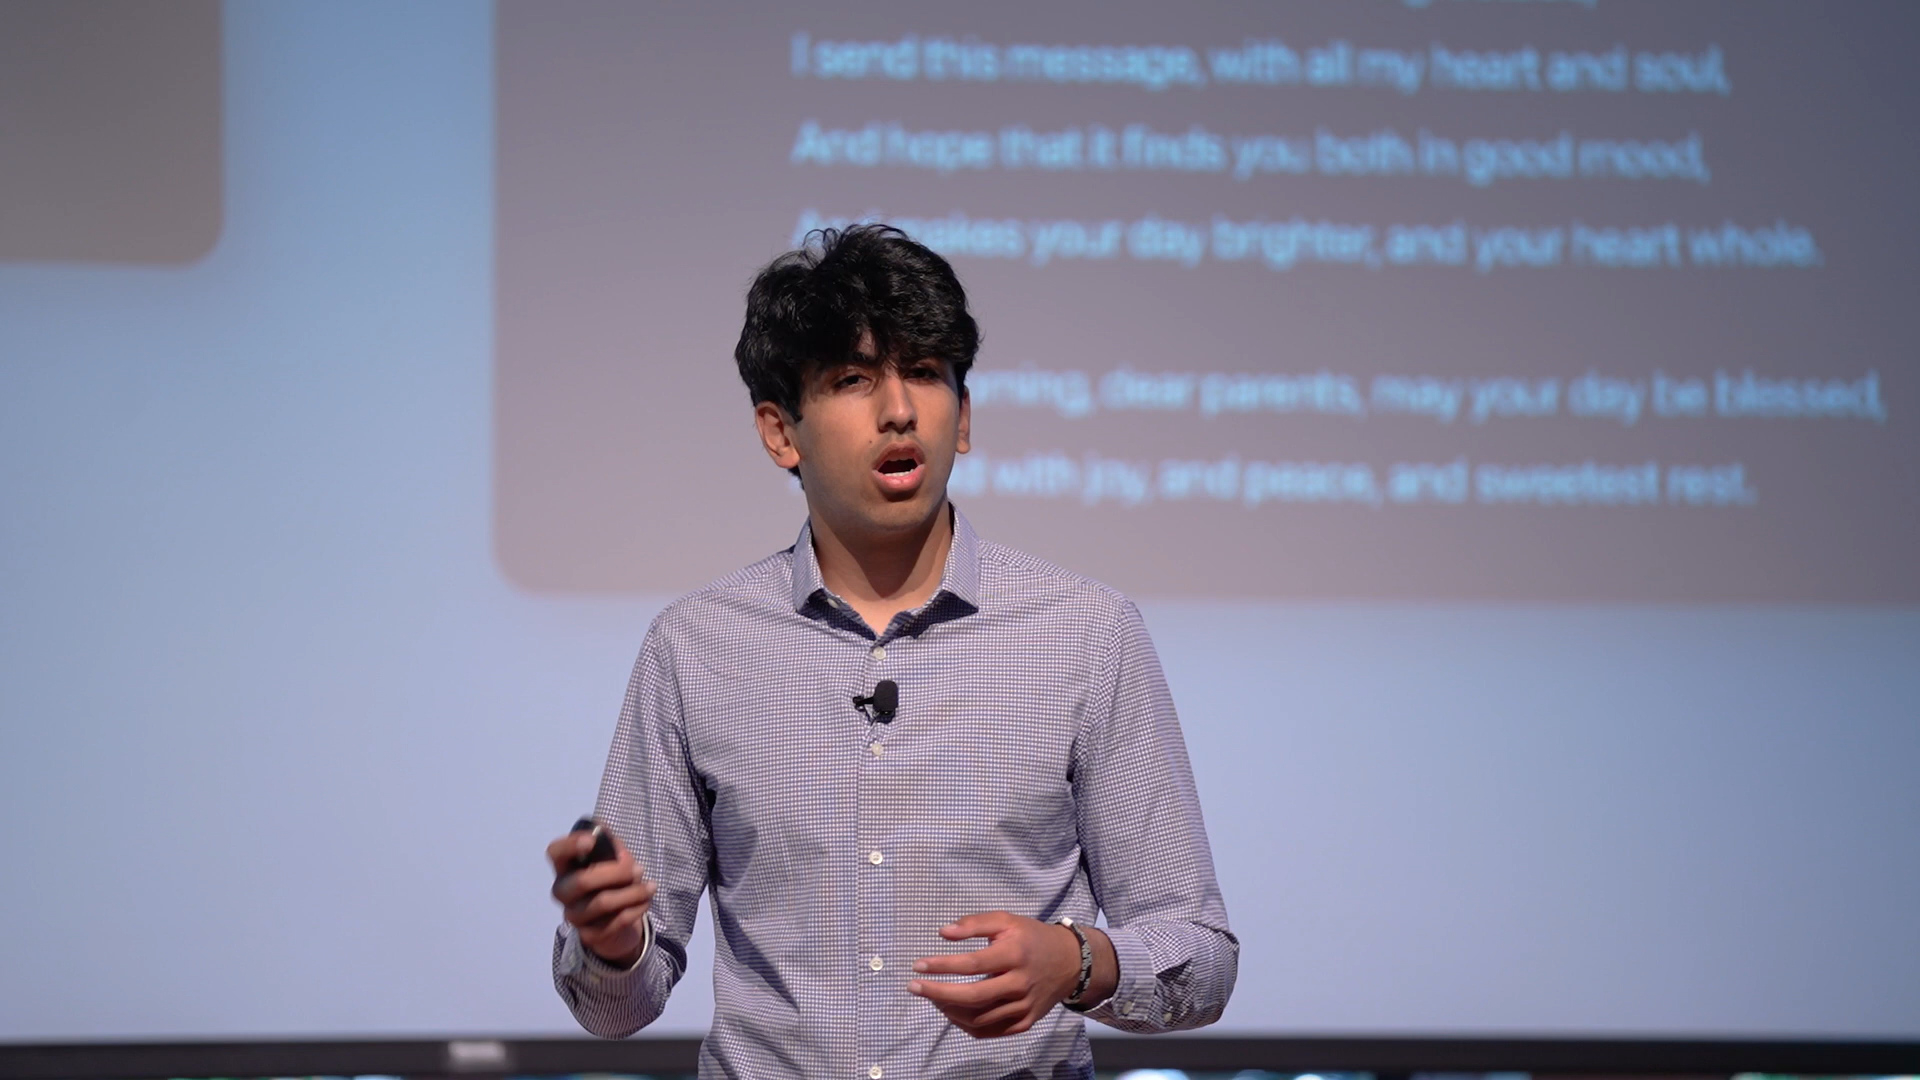 I send this message, with all my heart and soul,
And hope that it finds you both in good mood,
makes your day brighter, and your heart whole.
dear parents, may your day be blessed,
with joy, and peace, and sweetest rest.